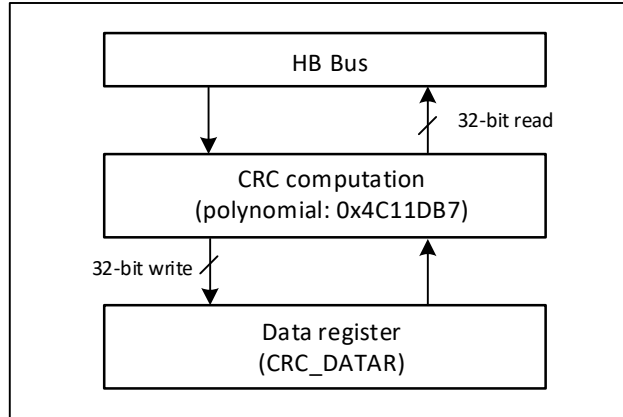 HB Bus
32-bit read
CRC computation
(polynomial: 0x4C11DB7)
32-bit write
Data register
(CRC_DATAR)